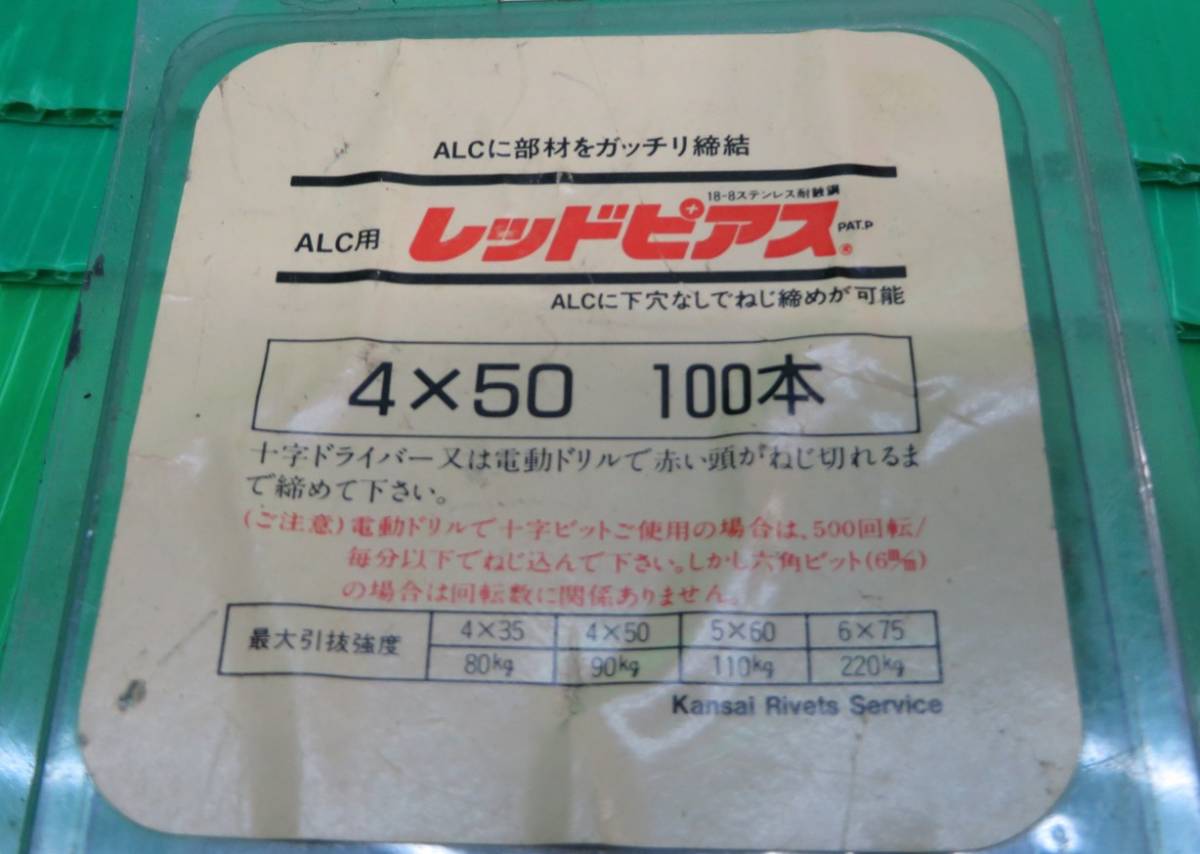 ALCに部材をガッチリ締結
18-8ステンレス耐蝕鋼
ALC用 レッドピアス PAT.P ®
ALCに下穴なしでねじ締めが可能
4×50 100本
十字ドライバー又は電動ドリルで赤い頭がねじ切れるま
で締めて下さい。
(ご注意)電動ドリルで十字ビットご使用の場合は、500回転/
毎分以下でねじ込んで下さい。しかし六角ビット(6m/m)
の場合は回転数に関係ありません。
最大引抜強度 4×35 4×50 5×60 6×75
80kg 90kg 110kg 220kg
Kansai Rivets Service